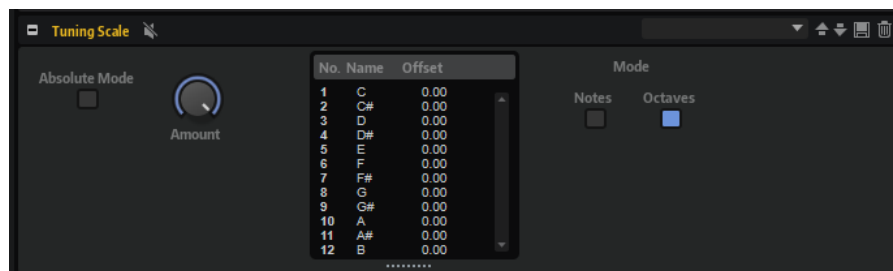 Tuning Scale
Absolute Mode
Amount
No. Name Offset
1 C 0.00
2 C# 0.00
3 D 0.00
4 D# 0.00
5 E 0.00
6 F 0.00
7 F# 0.00
8 G 0.00
9 G# 0.00
10 A 0.00
11 A# 0.00
12 B 0.00
Mode
Notes Octaves